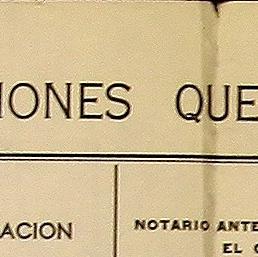 IONES QUE
ACION
NOTARIO ANTE
EL